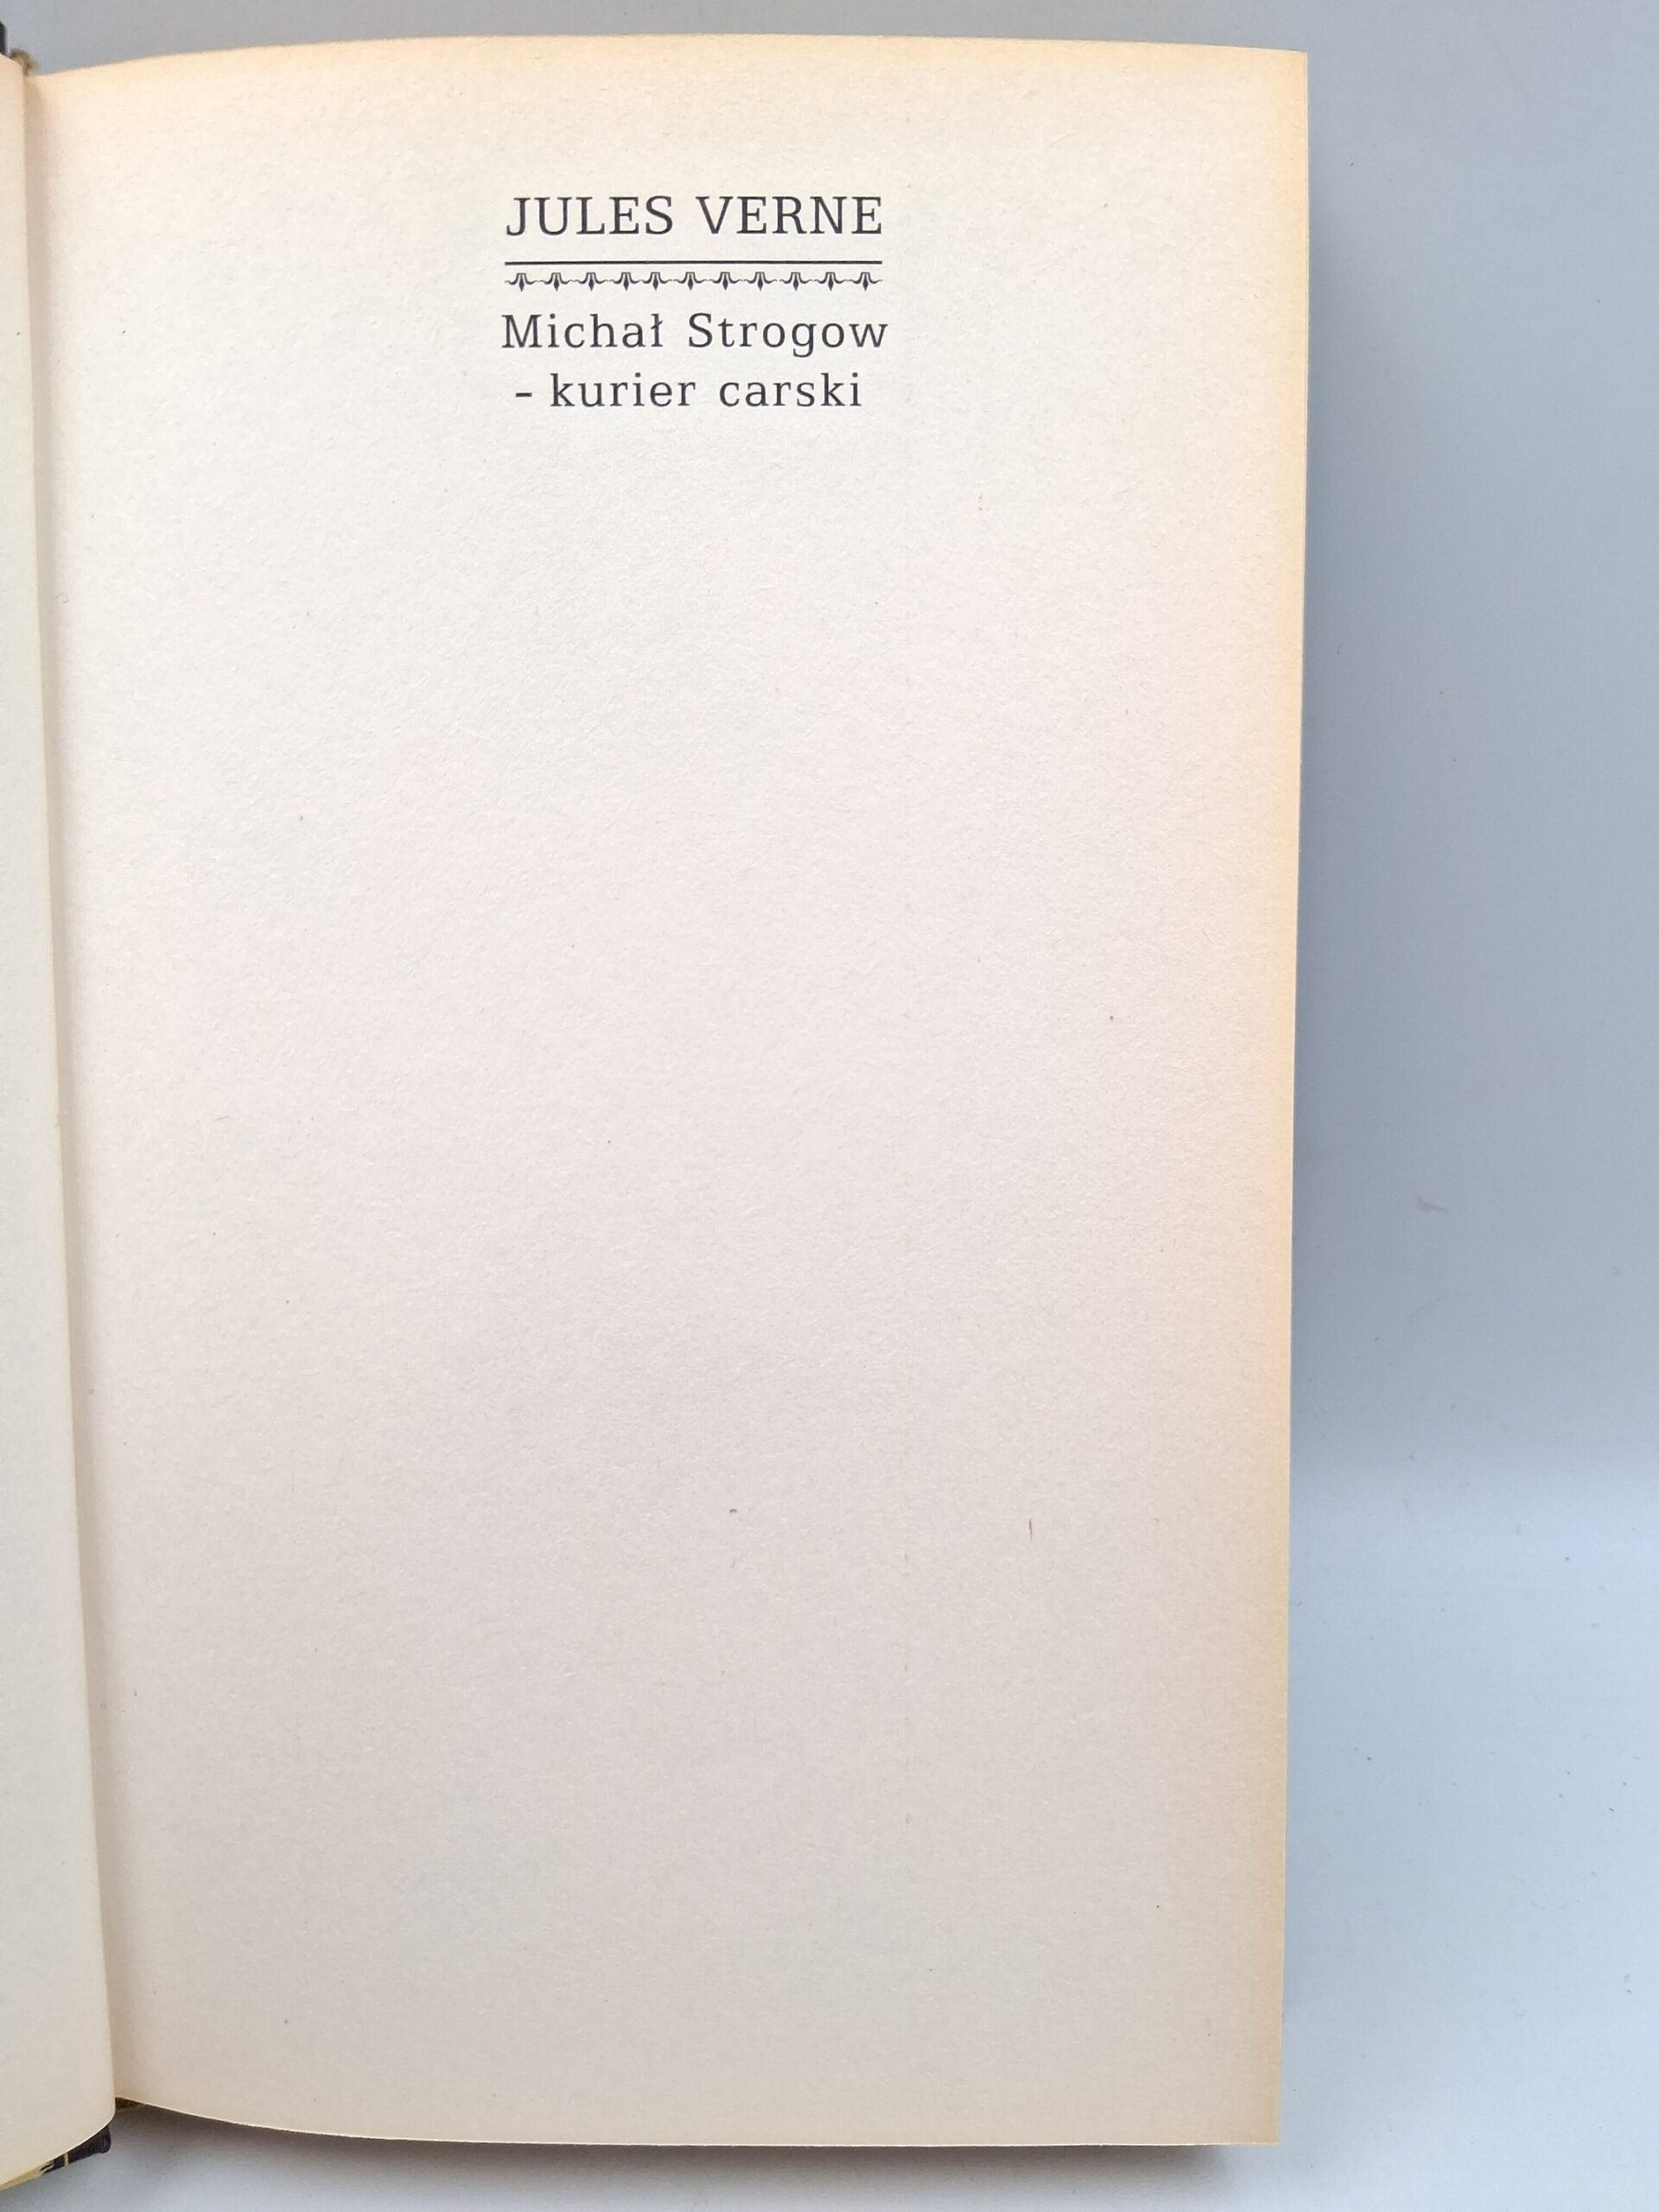 JULES VERNE
Michał Strogow
– kurier carski